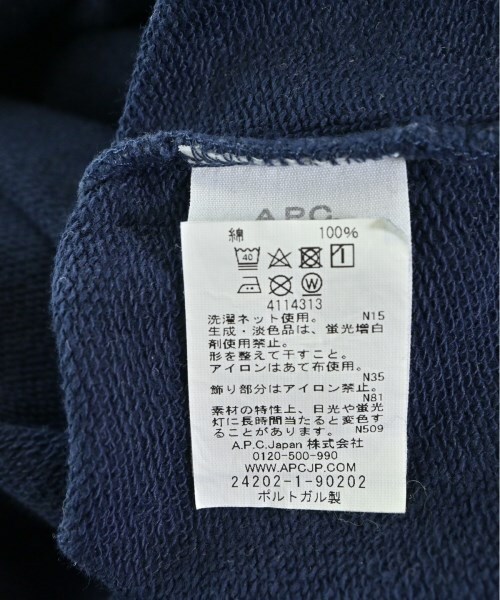 A.P.C.
綿 100%
40
W
4114313
洗濯ネット使用。 N15
生成・淡色品は、蛍光増白
剤使用禁止。
形を整えて干すこと。
アイロンはあて布使用。
N35
飾り部分はアイロン禁止。
N81
素材の特性上、日光や蛍光
灯に長時間当たると変色す
ることがあります。 N509
A.P.C.Japan 株式会社
0120-500-990
WWW.APCJP.COM
24202-1-90202
ポルトガル製